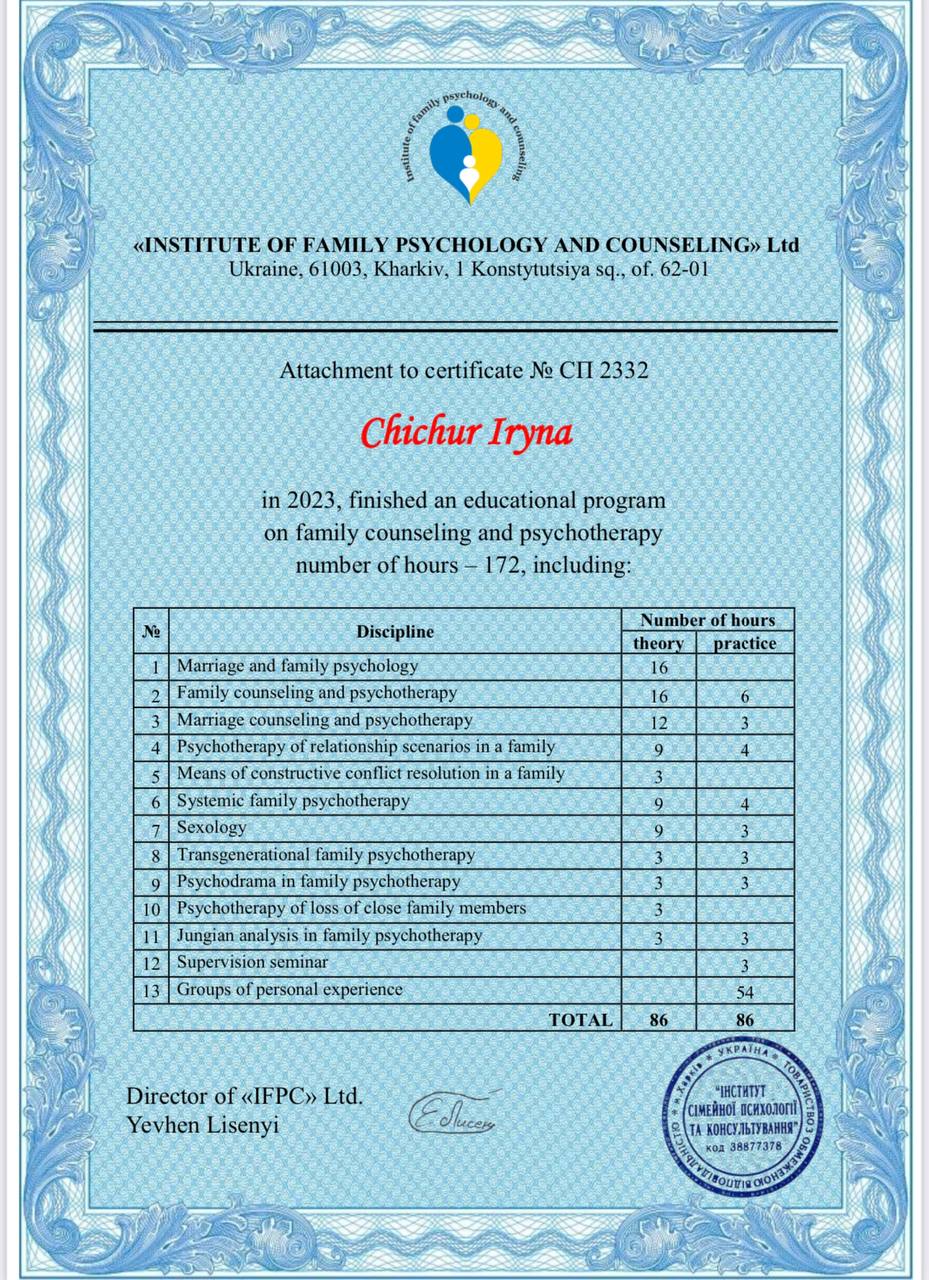 Institute of family psychology and counseling
«INSTITUTE OF FAMILY PSYCHOLOGY AND COUNSELING» Ltd
Ukraine, 61003, Kharkiv, 1 Konstytutsiya sq., of. 62-01
Attachment to certificate № СП 2332
Chichur Iryna
in 2023, finished an educational program
on family counseling and psychotherapy
number of hours – 172, including:
№ Discipline Number of hours
theory practice
1 Marriage and family psychology 16
2 Family counseling and psychotherapy 16 6
3 Marriage counseling and psychotherapy 12 3
4 Psychotherapy of relationship scenarios in a family 9 4
5 Means of constructive conflict resolution in a family 3
6 Systemic family psychotherapy 9 4
7 Sexology 9 3
8 Transgenerational family psychotherapy 3 3
9 Psychodrama in family psychotherapy 3 3
10 Psychotherapy of loss of close family members 3
11 Jungian analysis in family psychotherapy 3 3
12 Supervision seminar 3
13 Groups of personal experience 54
TOTAL 86 86
Director of «IFPC» Ltd.
Yevhen Lisenyi
УКРАЇНА * ТОВАРИСТВО З ОБМЕЖЕНОЮ ВІДПОВІДАЛЬНІСТЮ * м.Харків *
"ІНСТИТУТ
СІМЕЙНОЇ ПСИХОЛОГІЇ
ТА КОНСУЛЬТУВАННЯ"
код 38877378